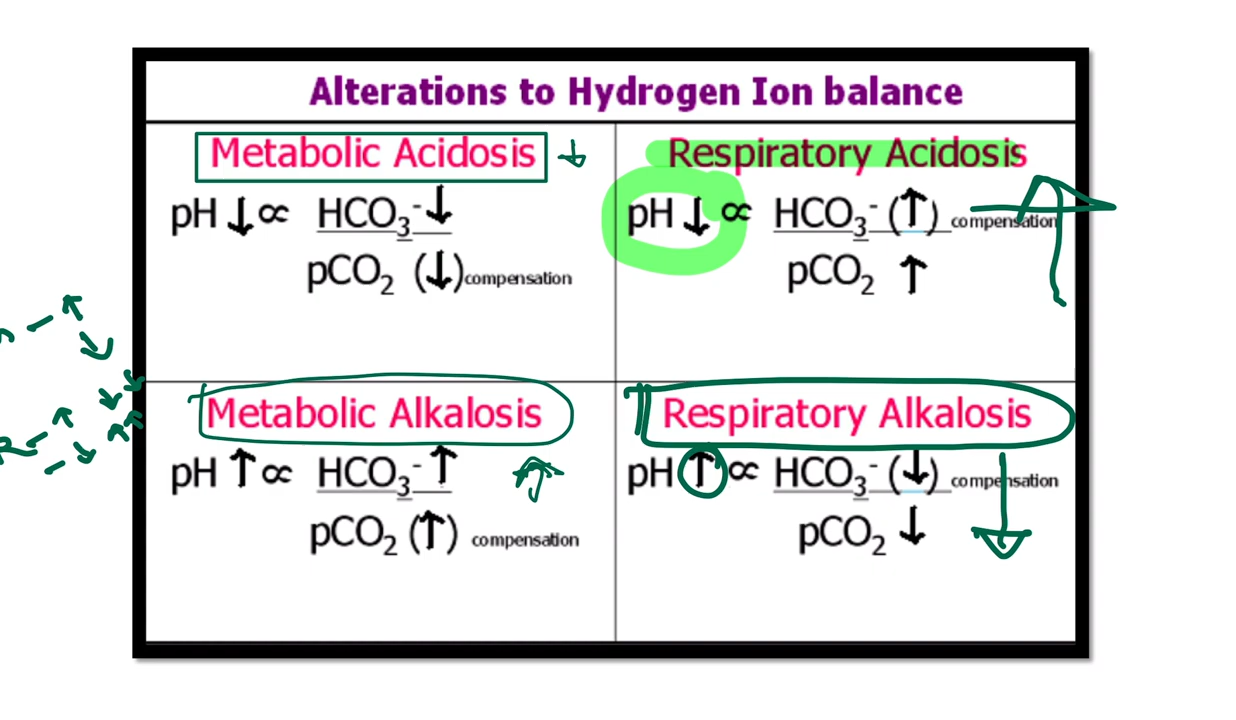 Alterations to Hydrogen Ion balance
Metabolic Acidosis ↓
pH ↓ ∝ HCO₃⁻ ↓
pCO₂ (↓) compensation
Respiratory Acidosis
pH ↓ ∝ HCO₃⁻ (↑) compensation
pCO₂ ↑
Metabolic Alkalosis
pH ↑ ∝ HCO₃⁻ ↑
pCO₂ (↑) compensation
Respiratory Alkalosis
pH ↑ ∝ HCO₃⁻ (↓) compensation
pCO₂ ↓